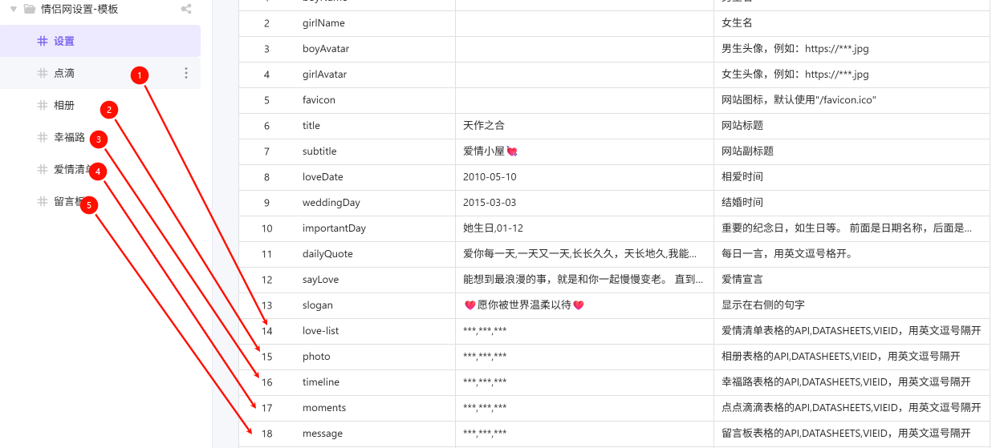 情侣网设置-模板
设置
点滴
相册
幸福路
爱情清单
留言板
1
2
3
4
5
2 girlName 女生名
3 boyAvatar 男生头像，例如：https://***.jpg
4 girlAvatar 女生头像，例如：https://***.jpg
5 favicon 网站图标，默认使用"/favicon.ico"
6 title 天作之合 网站标题
7 subtitle 爱情小屋💘 网站副标题
8 loveDate 2010-05-10 相爱时间
9 weddingDay 2015-03-03 结婚时间
10 importantDay 她生日,01-12 重要的纪念日，如生日等。 前面是日期名称，后面是...
11 dailyQuote 爱你每一天,一天又一天,长长久久，天长地久,我能... 每日一言，用英文逗号格开。
12 sayLove 能想到最浪漫的事，就是和你一起慢慢变老。 直到... 爱情宣言
13 slogan 💗愿你被世界温柔以待💗 显示在右侧的句字
14 love-list ***,***,*** 爱情清单表格的API,DATASHEETS,VIEID，用英文逗号隔开
15 photo ***,***,*** 相册表格的API,DATASHEETS,VIEID，用英文逗号隔开
16 timeline ***,***,*** 幸福路表格的API,DATASHEETS,VIEID，用英文逗号隔开
17 moments ***,***,*** 点点滴滴表格的API,DATASHEETS,VIEID，用英文逗号隔开
18 message ***,***,*** 留言板表格的API,DATASHEETS,VIEID，用英文逗号隔开